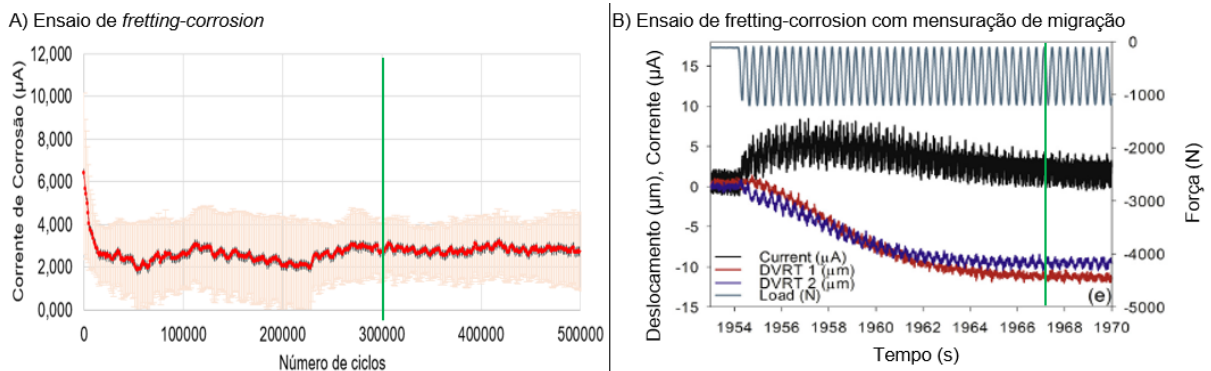 A) Ensaio de fretting-corrosion
Corrente de Corrosão (µA)
12,000
10,000
8,000
6,000
4,000
2,000
0,000
0
100000
200000
300000
400000
500000
Número de ciclos
B) Ensaio de fretting-corrosion com mensuração de migração
Deslocamento (µm), Corrente (µA)
15
10
5
0
-5
-10
-15
Current (µA)
DVRT 1 (µm)
DVRT 2 (µm)
Load (N)
(e)
0
-1000
-2000
-3000
-4000
-5000
Força (N)
1954 1956 1958 1960 1962 1964 1966 1968 1970
Tempo (s)